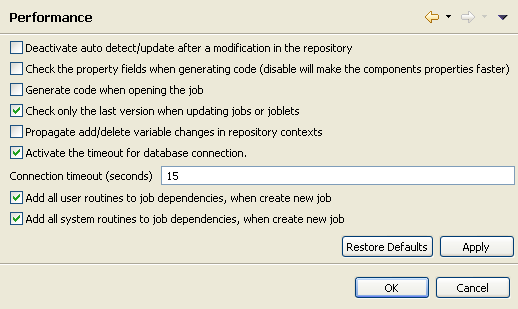 Performance
Deactivate auto detect/update after a modification in the repository
Check the property fields when generating code (disable will make the components properties faster)
Generate code when opening the job
Check only the last version when updating jobs or joblets
Propagate add/delete variable changes in repository contexts
Activate the timeout for database connection.
Connection timeout (seconds) 15
Add all user routines to job dependencies, when create new job
Add all system routines to job dependencies, when create new job
Restore Defaults Apply
OK Cancel